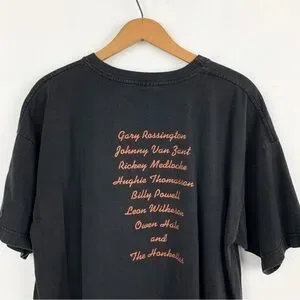 Gary Rossington
Johnny Van Zant
Rickey Medlocke
Hughie Thomasson
Billy Powell
Leon Wilkeson
Owen Hale
and
The Honkettes